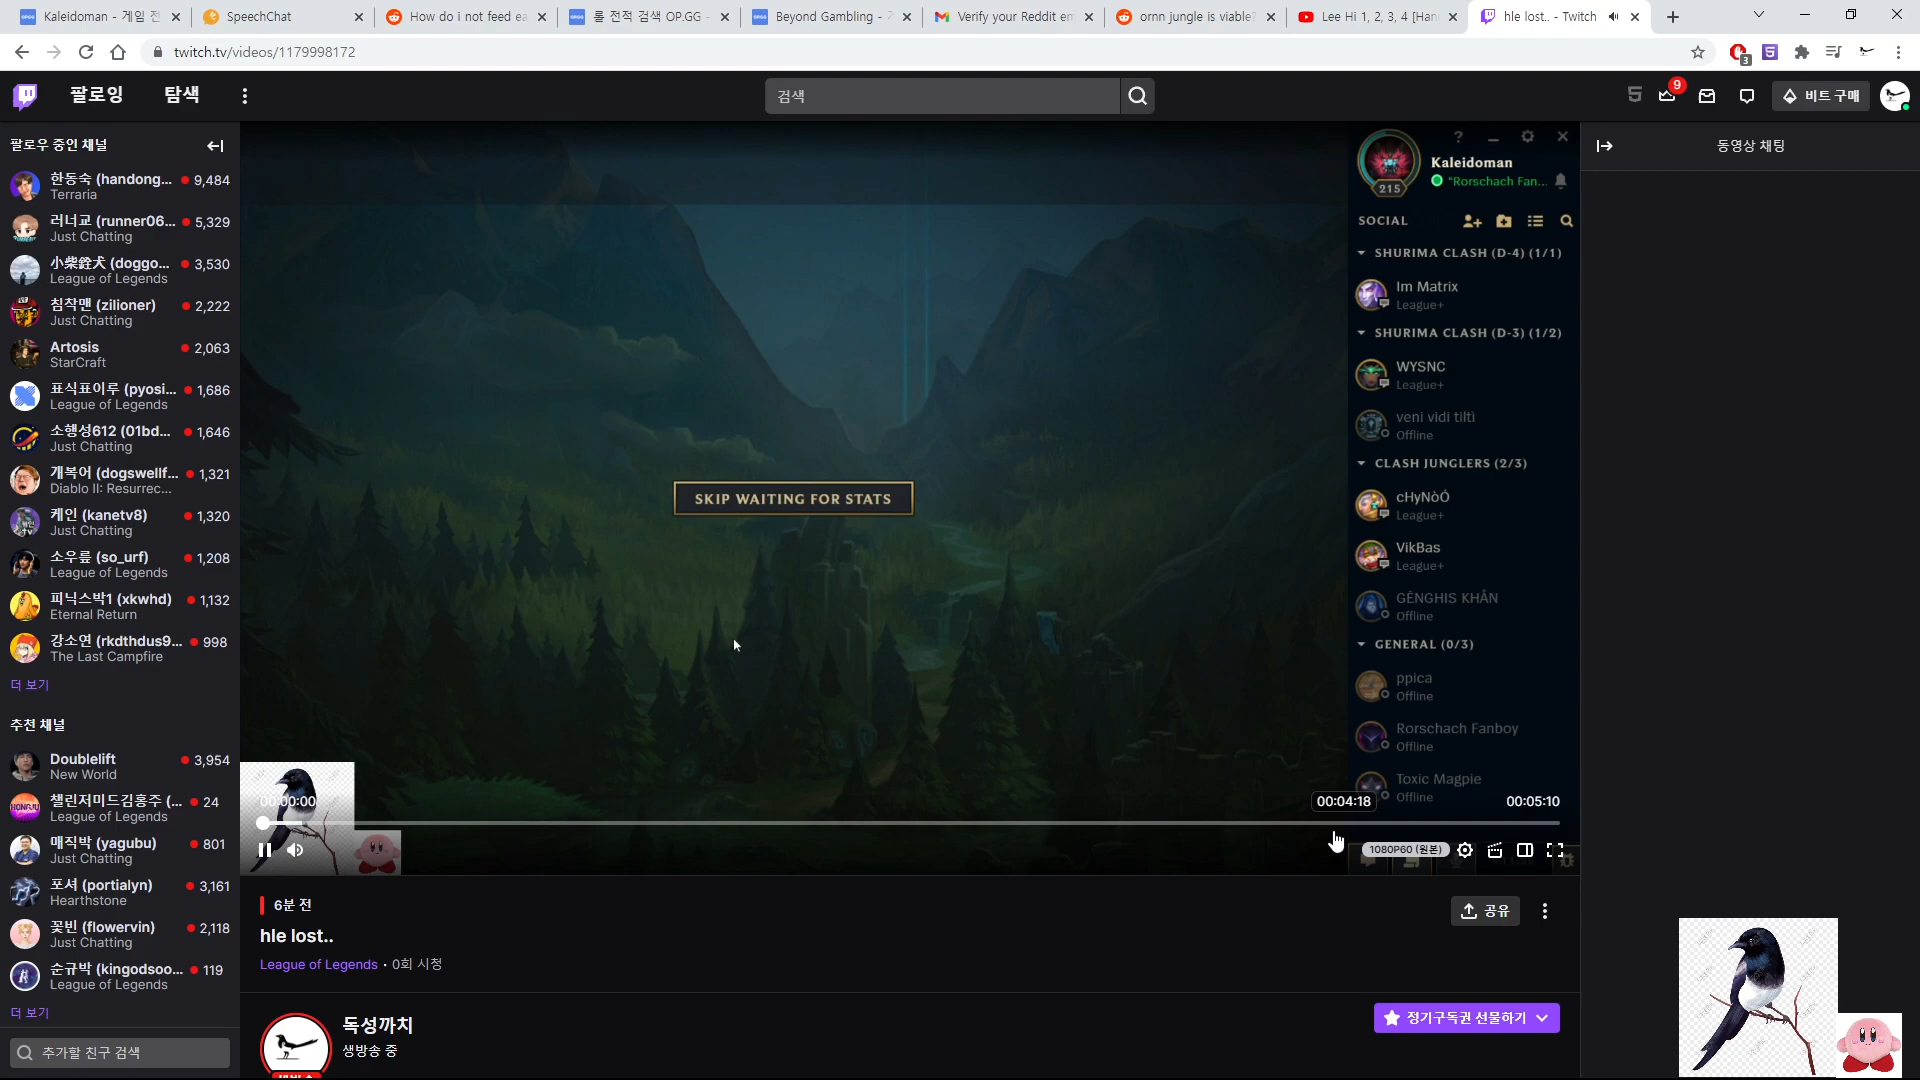 Kaleidoman - 게임 전
SpeechChat
How do i not feed ea
롤 전적 검색 OP.GG -
Beyond Gambling -
Verify your Reddit em
ornn jungle is viable?
Lee Hi 1, 2, 3, 4 [Han
hle lost.. - Twitch
twitch.tv/videos/1179998172
3
팔로잉
탐색
검색
9
비트 구매
팔로우 중인 채널
한동숙 (handong... 9,484
Terraria
러너교 (runner06... 5,329
Just Chatting
小柴銓犬 (doggo... 3,530
League of Legends
침착맨 (zilioner) 2,222
Just Chatting
Artosis 2,063
StarCraft
표식표이루 (pyosi... 1,686
League of Legends
소행성612 (01bd... 1,646
Just Chatting
개복어 (dogswellf... 1,321
Diablo II: Resurrec...
케인 (kanetv8) 1,320
Just Chatting
소우릎 (so_urf) 1,208
League of Legends
피닉스박1 (xkwhd) 1,132
Eternal Return
강소연 (rkdthdus9... 998
The Last Campfire
더 보기
추천 채널
Doublelift 3,954
New World
첼린저미드김홍주 (... 24
League of Legends
매직박 (yagubu) 801
Just Chatting
포셔 (portialyn) 3,161
Hearthstone
꽃빈 (flowervin) 2,118
Just Chatting
순규박 (kingodsoo... 119
League of Legends
더 보기
추가할 친구 검색
SKIP WAITING FOR STATS
Kaleidoman
215
"Rorschach Fan...
SOCIAL
SHURIMA CLASH (D-4) (1/1)
Im Matrix
League+
SHURIMA CLASH (D-3) (1/2)
WYSNC
League+
veni vidi tiltì
Offline
CLASH JUNGLERS (2/3)
cHyNòÓ
League+
VikBas
League+
GÊNGHIS KHÂN
Offline
GENERAL (0/3)
ppica
Offline
Rorschach Fanboy
Offline
Toxic Magpie
Offline
00:00:00
00:04:18
00:05:10
1080P60 (원본)
6분 전
hle lost..
League of Legends · 0회 시청
공유
독성까치
생방송 중
정기구독권 선물하기
동영상 채팅